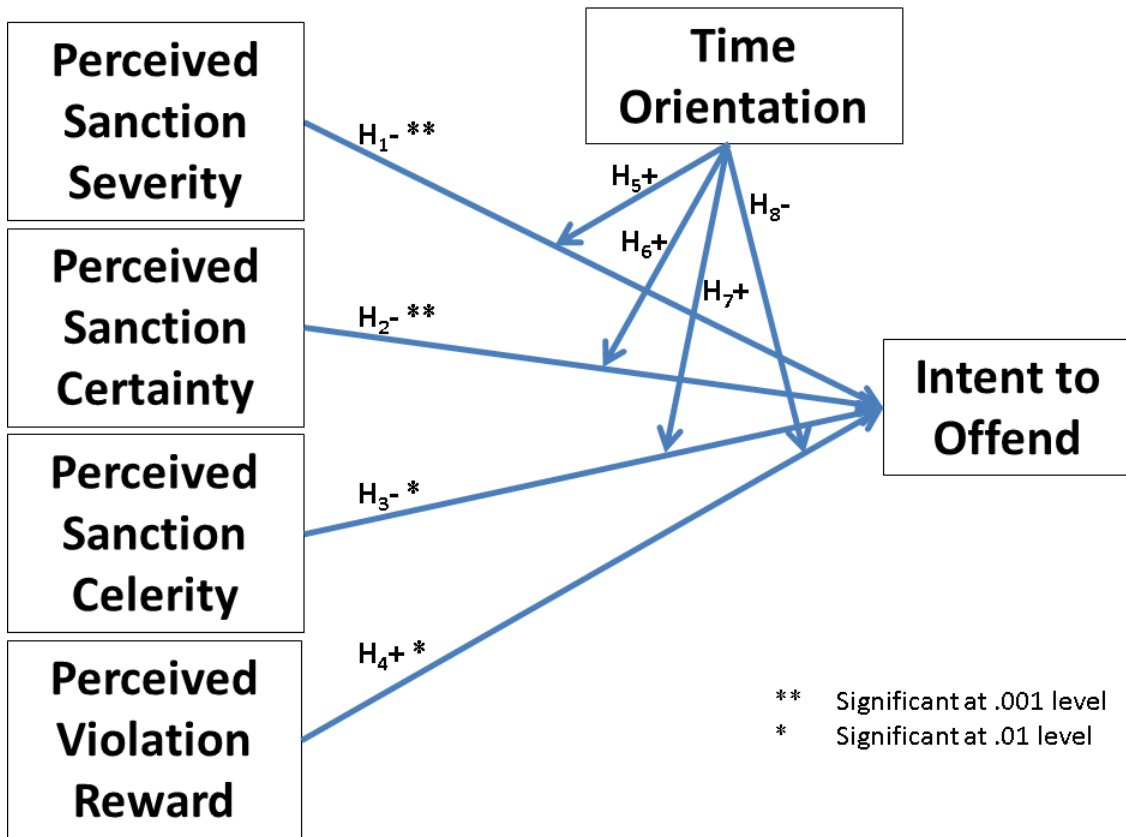 Perceived
Sanction
Severity
Time
Orientation
H₁- **
H₅+
H₈-
H₆+
Perceived
Sanction
Certainty
H₂- **
H₇+
Intent to
Offend
Perceived
Sanction
Celerity
H₃- *
Perceived
Violation
Reward
H₄+ *
** Significant at .001 level
* Significant at .01 level